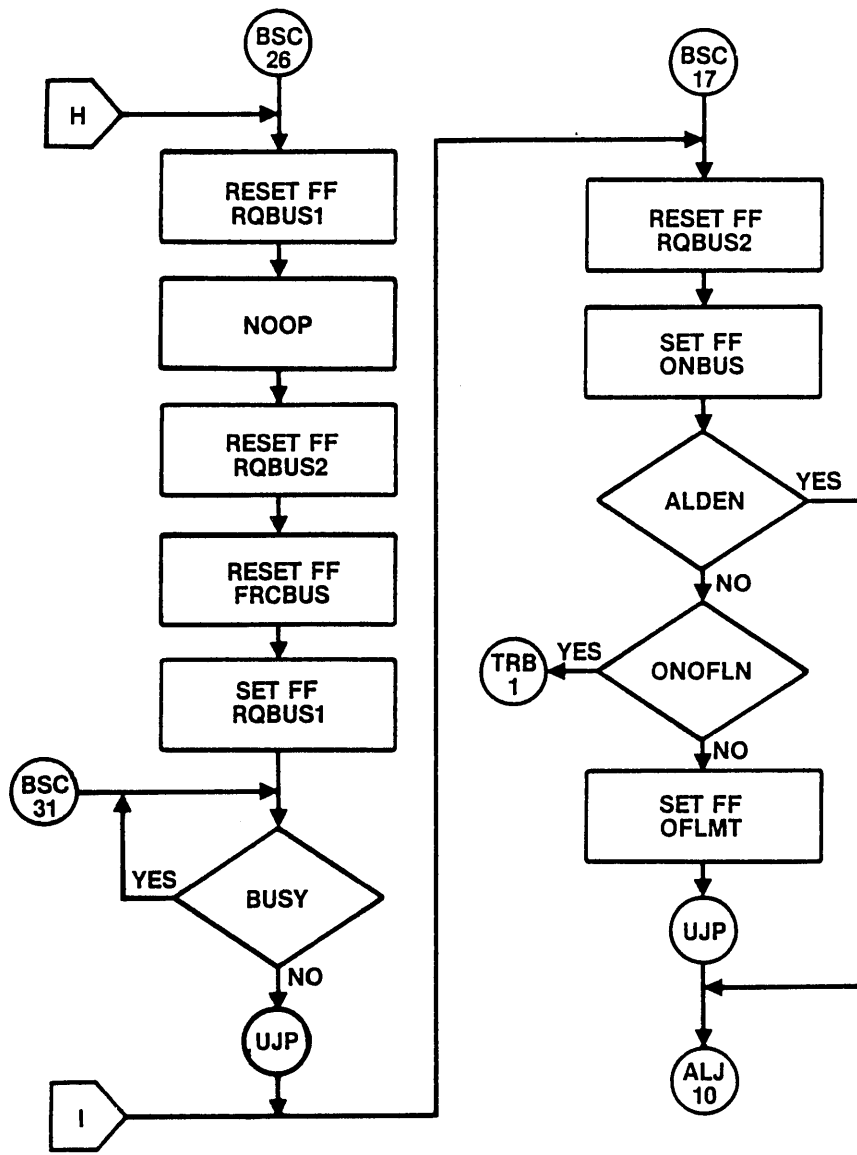 BSC
26
H
RESET FF
RQBUS1
NOOP
RESET FF
RQBUS2
RESET FF
FRCBUS
SET FF
RQBUS1
BSC
31
YES
BUSY
NO
UJP
I
BSC
17
RESET FF
RQBUS2
SET FF
ONBUS
ALDEN
YES
NO
TRB
1
YES
ONOFLN
NO
SET FF
OFLMT
UJP
ALJ
10